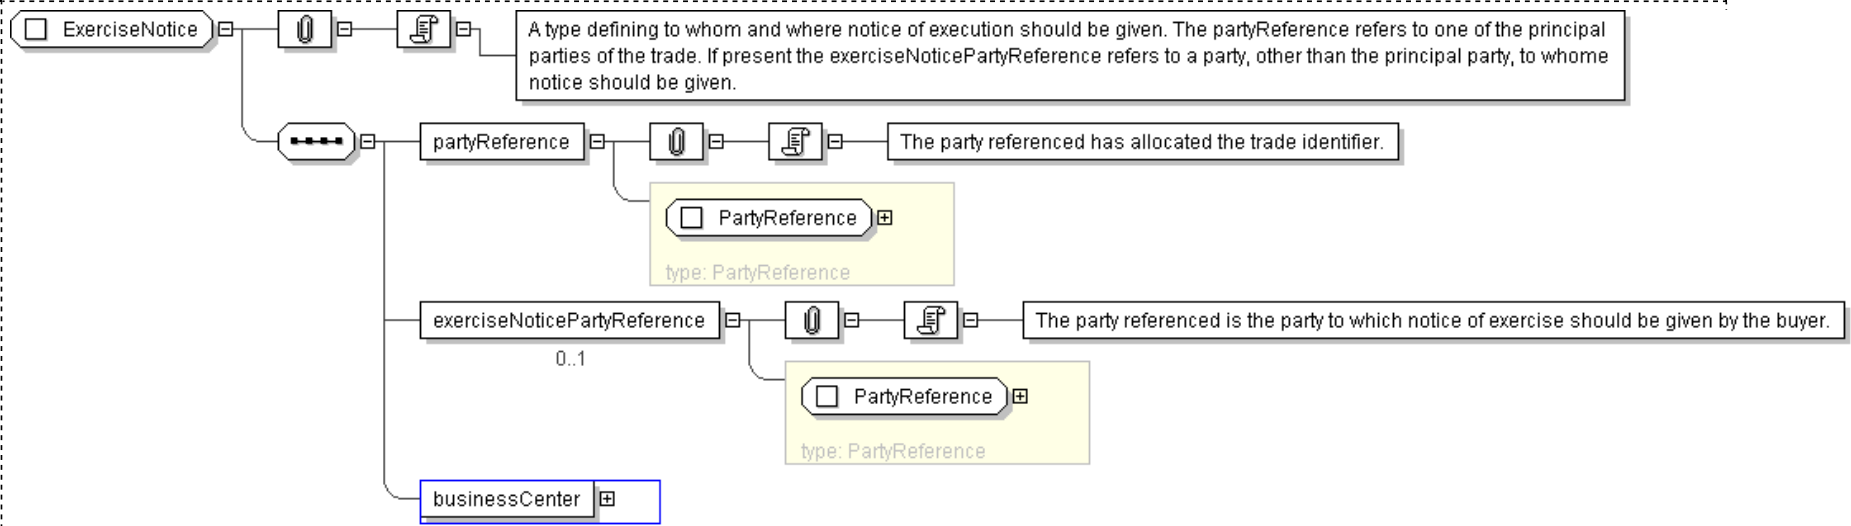 ExerciseNotice
A type defining to whom and where notice of execution should be given. The partyReference refers to one of the principal
parties of the trade. If present the exerciseNoticePartyReference refers to a party, other than the principal party, to whome
notice should be given.
partyReference
The party referenced has allocated the trade identifier.
PartyReference
type: PartyReference
exerciseNoticePartyReference
The party referenced is the party to which notice of exercise should be given by the buyer.
0..1
PartyReference
type: PartyReference
businessCenter